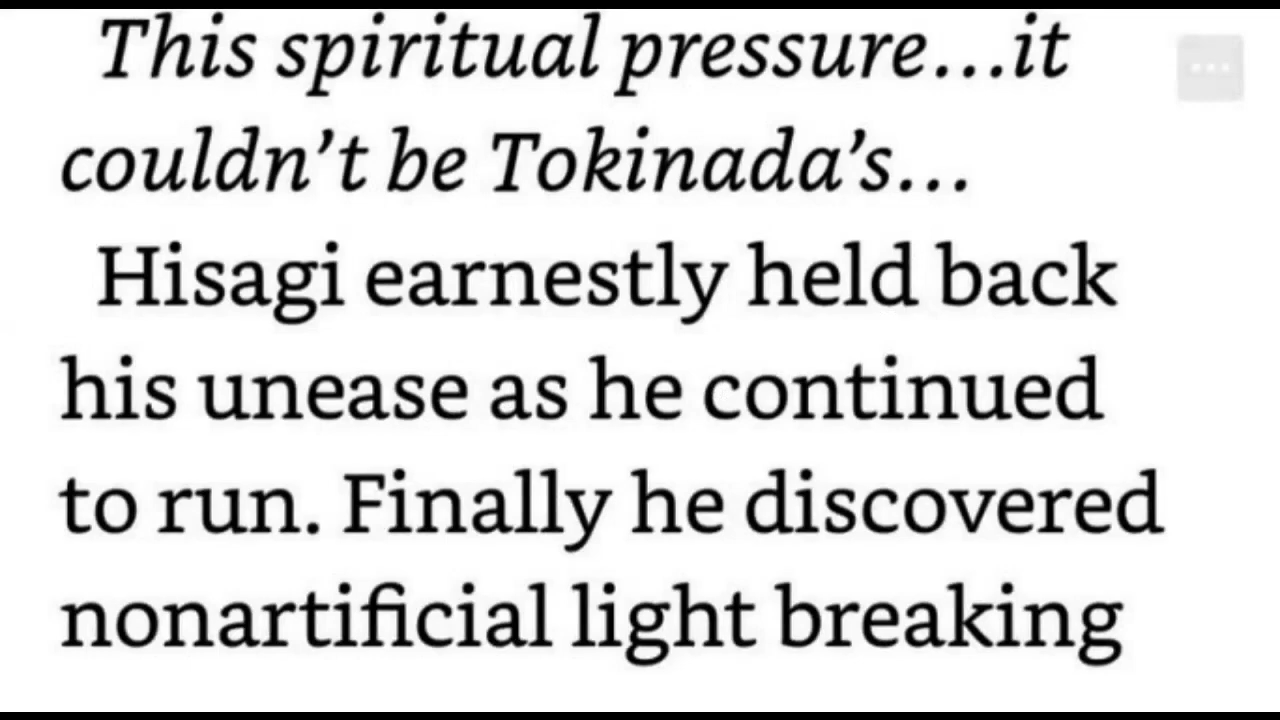 This spiritual pressure...it
couldn’t be Tokinada’s...
Hisagi earnestly held back
his unease as he continued
to run. Finally he discovered
nonartificial light breaking